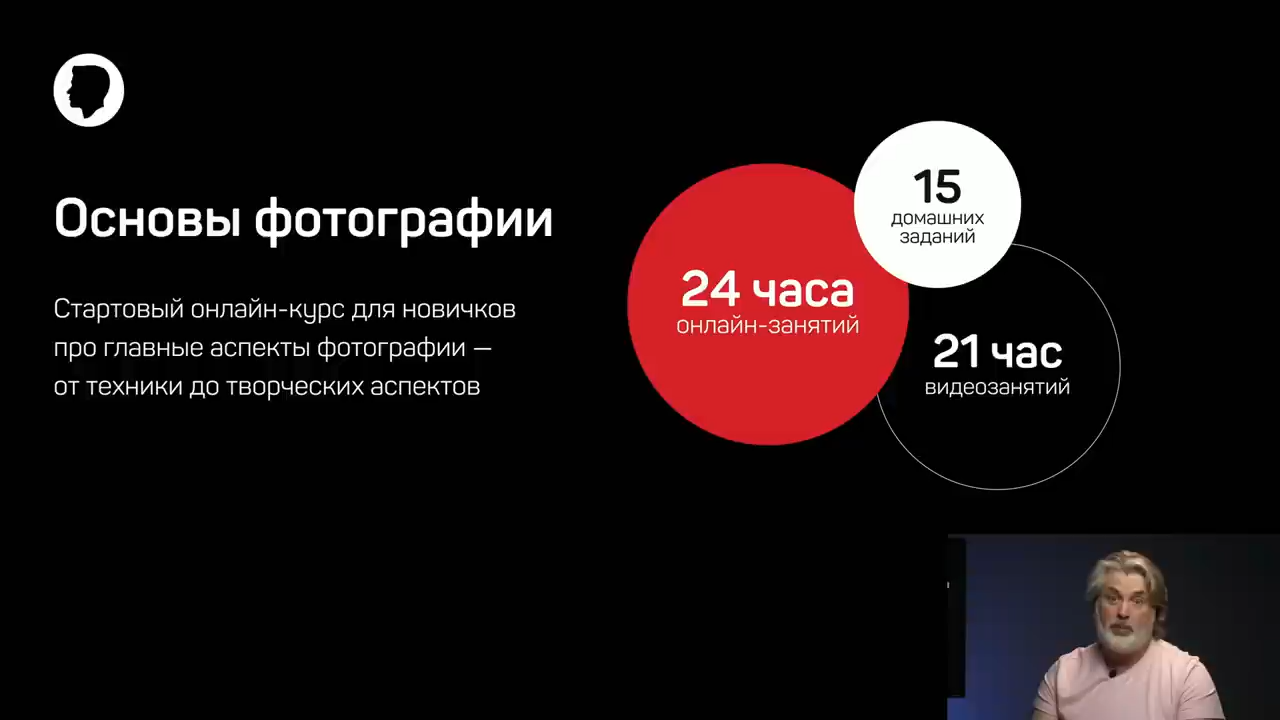 Основы фотографии
Стартовый онлайн-курс для новичков
про главные аспекты фотографии —
от техники до творческих аспектов
24 часа
онлайн-занятий
15
домашних
заданий
21 час
видеозанятий